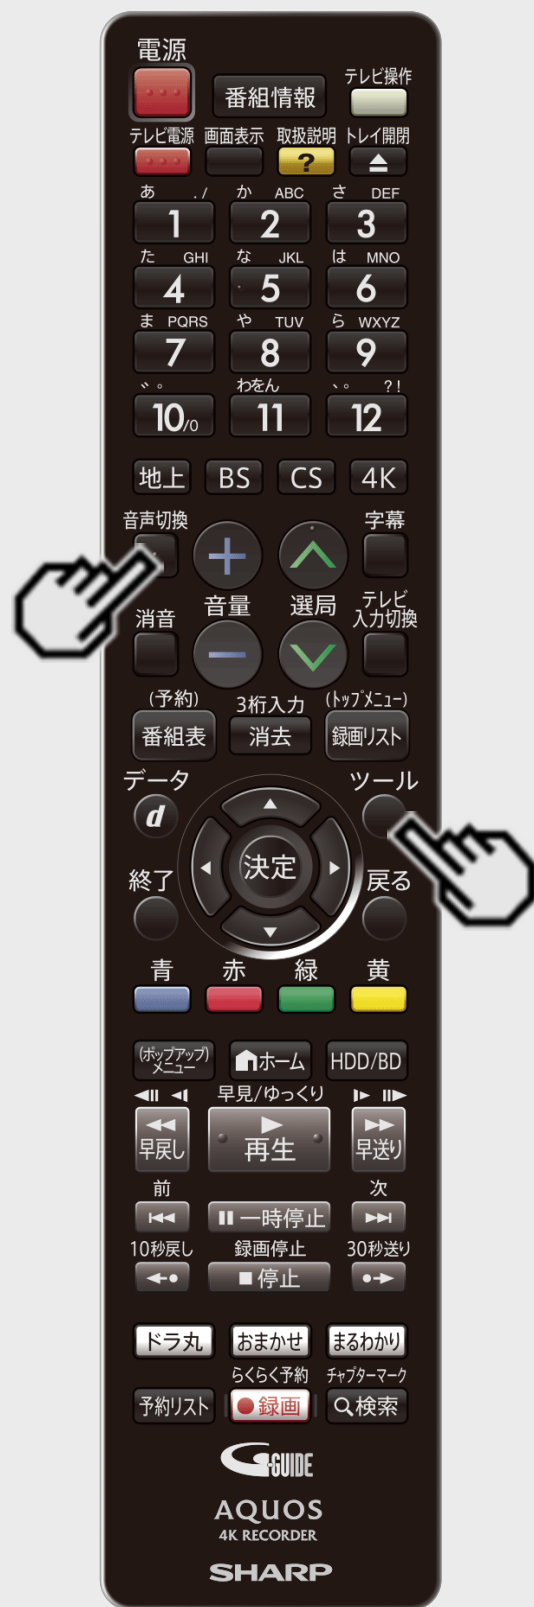 電源
番組情報
テレビ操作
テレビ電源 画面表示 取扱説明 トレイ開閉
?
あ ./ か ABC さ DEF
1 2 3
た GHI な JKL は MNO
4 5 6
ま PQRS や TUV ら WXYZ
7 8 9
゛゜ わをん 、。 ?!
10/0 11 12
地上 BS CS 4K
音声切換 字幕
+
消音 音量 選局 テレビ
入力切換
−
(予約) 3桁入力 (トップメニュー)
番組表 消去 録画リスト
データ ツール
d
決定
終了 戻る
青 赤 緑 黄
(ポップアップ)
メニュー ホーム HDD/BD
早見/ゆっくり
早戻し 再生 早送り
前 次
一時停止
10秒戻し 録画停止 30秒送り
停止
ドラ丸 おまかせ まるわかり
らくらく予約 チャプターマーク
予約リスト 録画 検索
G-GUIDE
AQUOS
4K RECORDER
SHARP